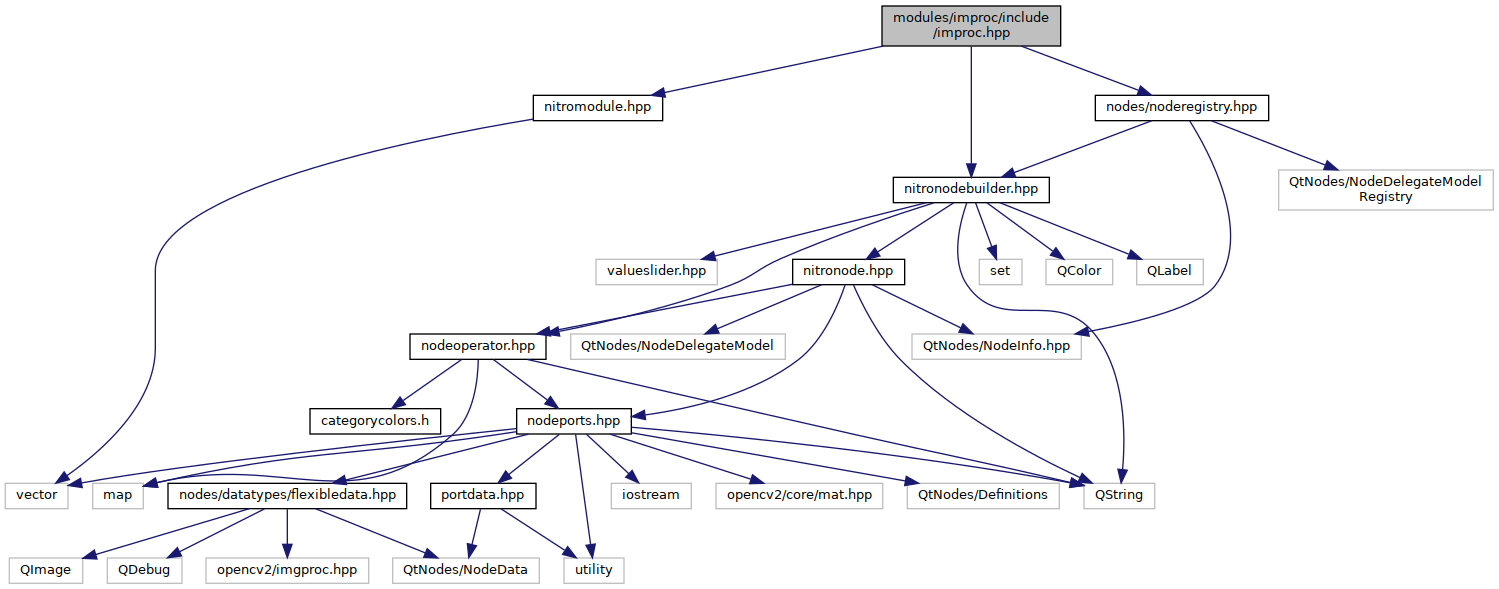 modules/improc/include
/improc.hpp
nitromodule.hpp
nodes/noderegistry.hpp
nitronodebuilder.hpp
QtNodes/NodeDelegateModel
Registry
valueslider.hpp
nitronode.hpp
set
QColor
QLabel
nodeoperator.hpp
QtNodes/NodeDelegateModel
QtNodes/NodeInfo.hpp
categorycolors.h
nodeports.hpp
vector
map
nodes/datatypes/flexibledata.hpp
portdata.hpp
iostream
opencv2/core/mat.hpp
QtNodes/Definitions
QString
QImage
QDebug
opencv2/imgproc.hpp
QtNodes/NodeData
utility